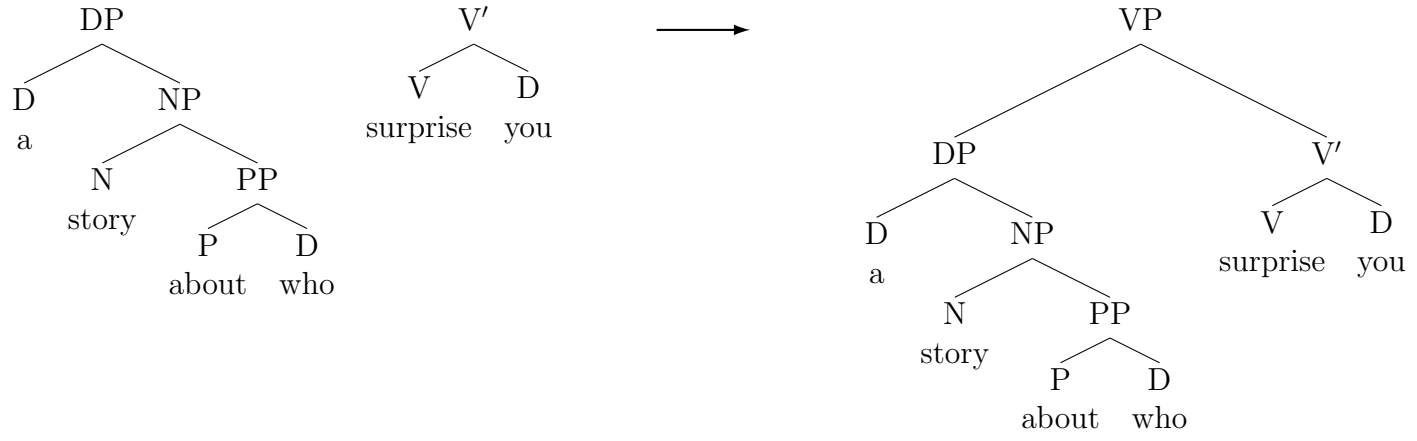 DP
D NP
a
N PP
story
P D
about who
V′
V D
surprise you
VP
DP V′
D NP V D
a surprise you
N PP
story
P D
about who